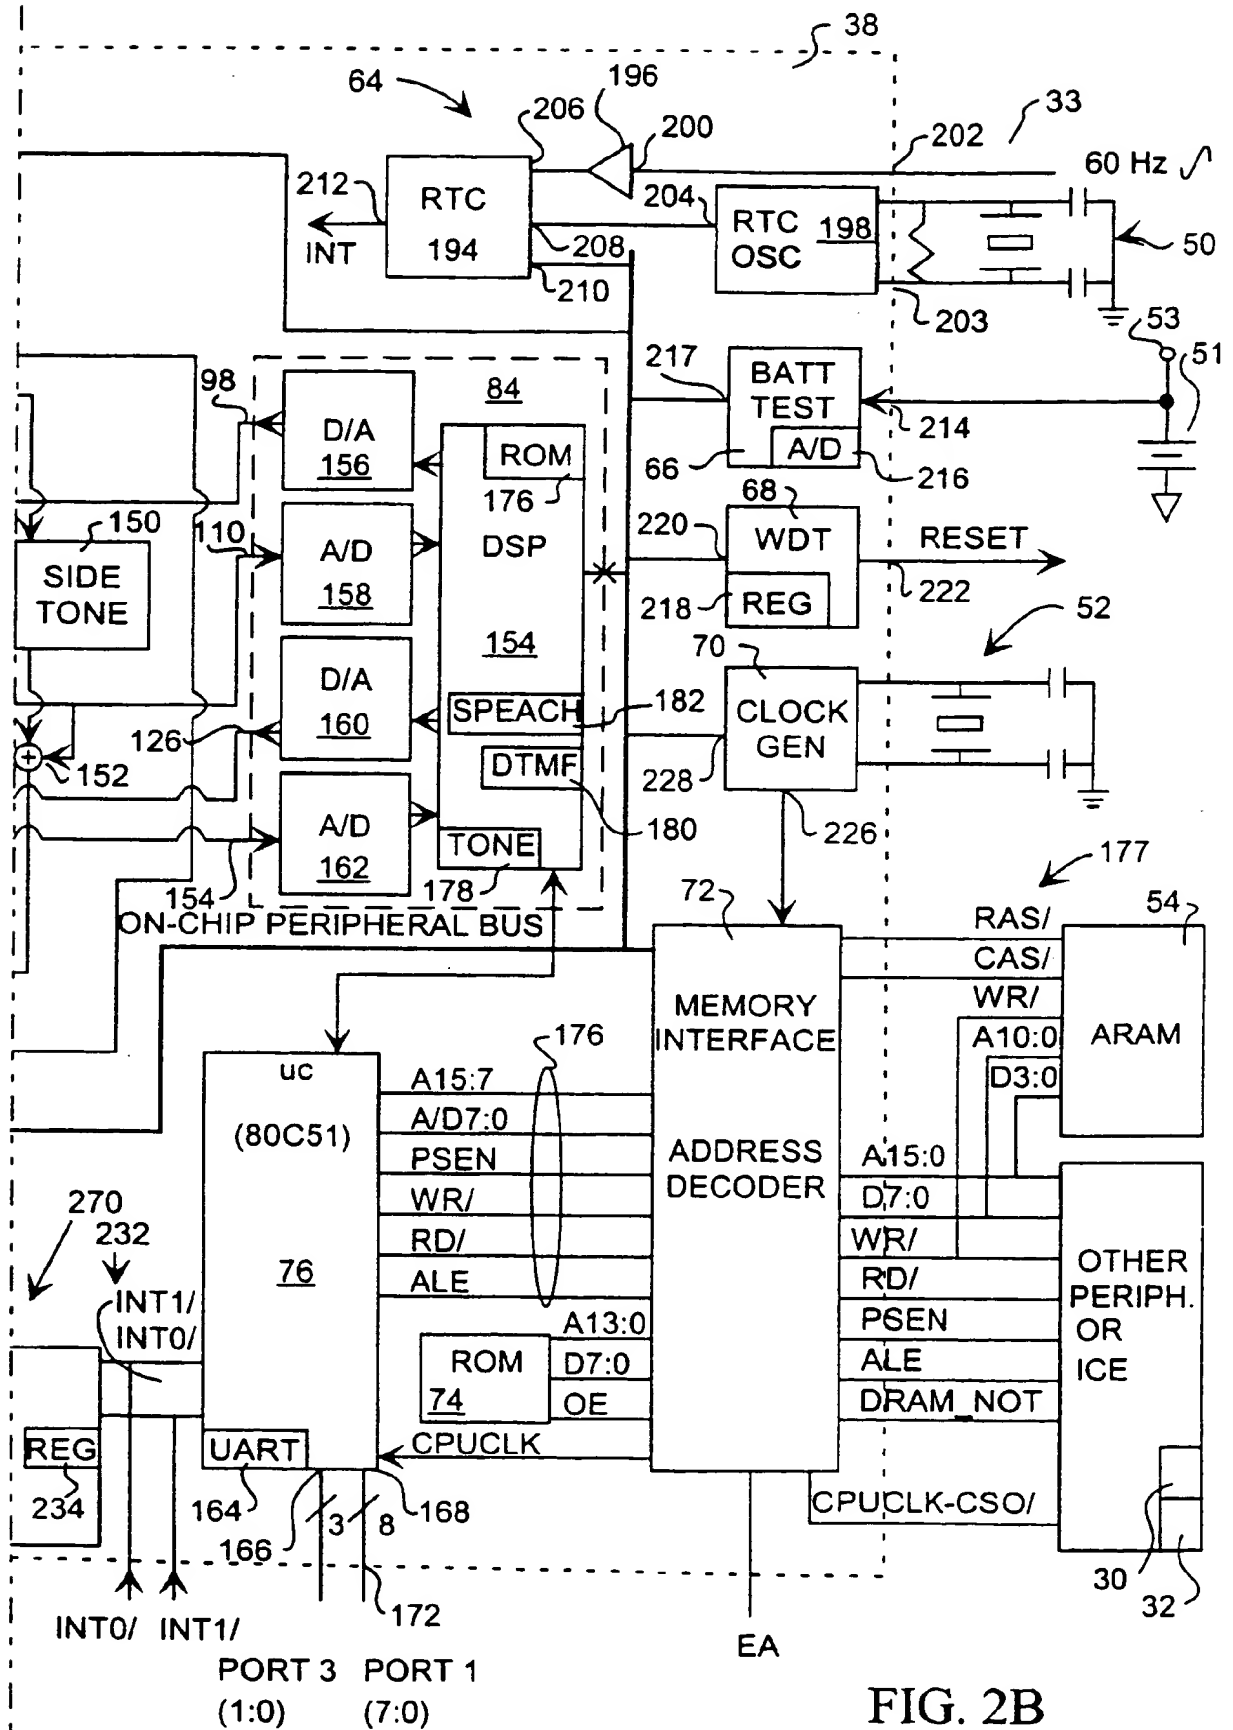 38
64
196
33
206
200
202
60 Hz
212
RTC
194
204
RTC
OSC
198
INT
208
50
210
203
53
51
98
84
217
BATT
TEST
D/A
156
ROM
A/D
214
66
216
176
68
150
110
A/D
158
DSP
220
WDT
RESET
SIDE
TONE
218
REG
222
52
154
70
D/A
160
SPEACH
182
CLOCK
GEN
126
152
DTMF
228
226
A/D
162
180
TONE
177
154
178
72
54
ON-CHIP PERIPHERAL BUS
RAS/
CAS/
WR/
MEMORY
INTERFACE
A10:0
ARAM
176
D3:0
uc
(80C51)
A15:7
A/D7:0
PSEN
ADDRESS
DECODER
A15:0
D7:0
270
232
WR/
WR/
RD/
76
RD/
OTHER
PERIPH.
OR
ICE
ALE
PSEN
INT1/
INT0/
A13:0
ALE
ROM
74
D7:0
OE
DRAM_NOT
REG
UART
CPUCLK
234
164
3
8
168
CPUCLK-CSO/
166
30
32
172
INT0/
INT1/
EA
PORT 3
(1:0)
PORT 1
(7:0)
FIG. 2B